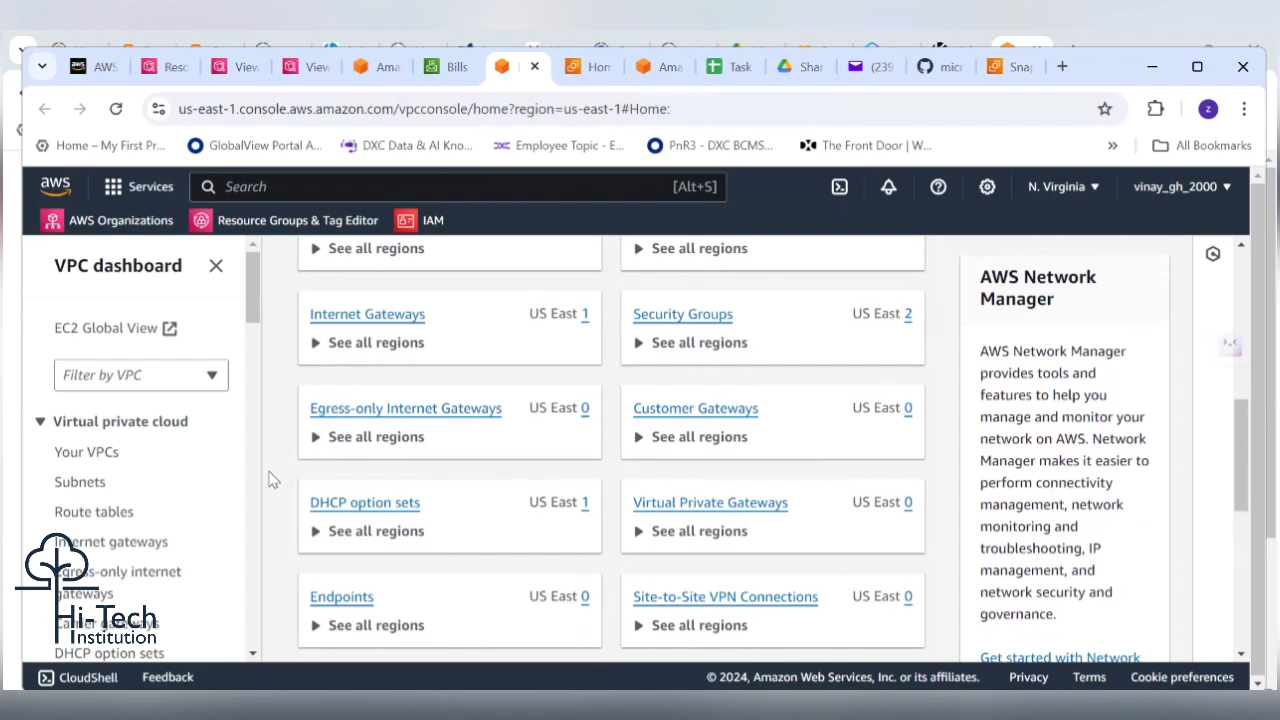 AWS
Reso
View
View
Ama
Bills
Hom
Ama
Task
Shar
(239
micr
Snap
us-east-1.console.aws.amazon.com/vpcconsole/home?region=us-east-1#Home:
Home – My First Pr...
GlobalView Portal A...
DXC Data & AI Kno...
Employee Topic - E...
PnR3 - DXC BCMS...
The Front Door | W...
All Bookmarks
aws
Services
Search
[Alt+S]
N. Virginia
vinay_gh_2000
AWS Organizations
Resource Groups & Tag Editor
IAM
VPC dashboard
EC2 Global View
Filter by VPC
Virtual private cloud
Your VPCs
Subnets
Route tables
Internet gateways
Egress-only internet
gateways
Carrier gateways
DHCP option sets
See all regions
See all regions
Internet Gateways US East 1
See all regions
Security Groups US East 2
See all regions
Egress-only Internet Gateways US East 0
See all regions
Customer Gateways US East 0
See all regions
DHCP option sets US East 1
See all regions
Virtual Private Gateways US East 0
See all regions
Endpoints US East 0
See all regions
Site-to-Site VPN Connections US East 0
See all regions
AWS Network
Manager
AWS Network Manager
provides tools and
features to help you
manage and monitor your
network on AWS. Network
Manager makes it easier to
perform connectivity
management, network
monitoring and
troubleshooting, IP
management, and
network security and
governance.
Get started with Network
Hi-Tech
Institution
CloudShell
Feedback
© 2024, Amazon Web Services, Inc. or its affiliates.
Privacy
Terms
Cookie preferences